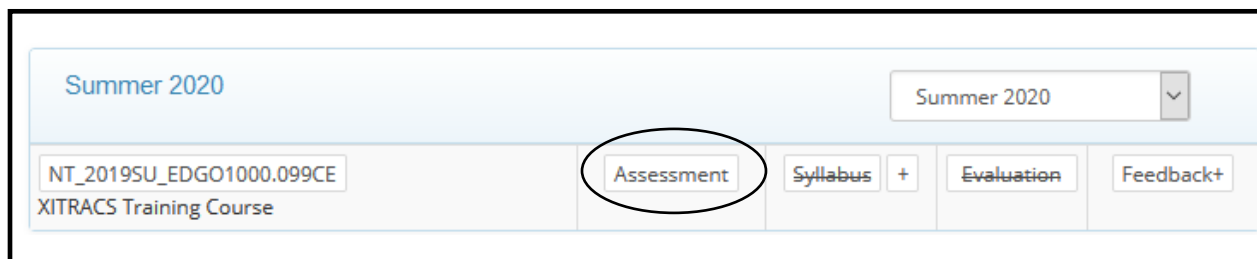 Summer 2020 Summer 2020
NT_2019SU_EDGO1000.099CE Assessment Syllabus + Evaluation Feedback+
XITRACS Training Course